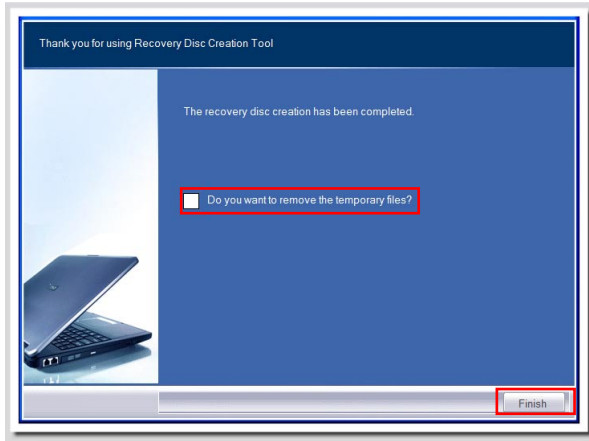 Thank you for using Recovery Disc Creation Tool
The recovery disc creation has been completed.
Do you want to remove the temporary files?
Finish